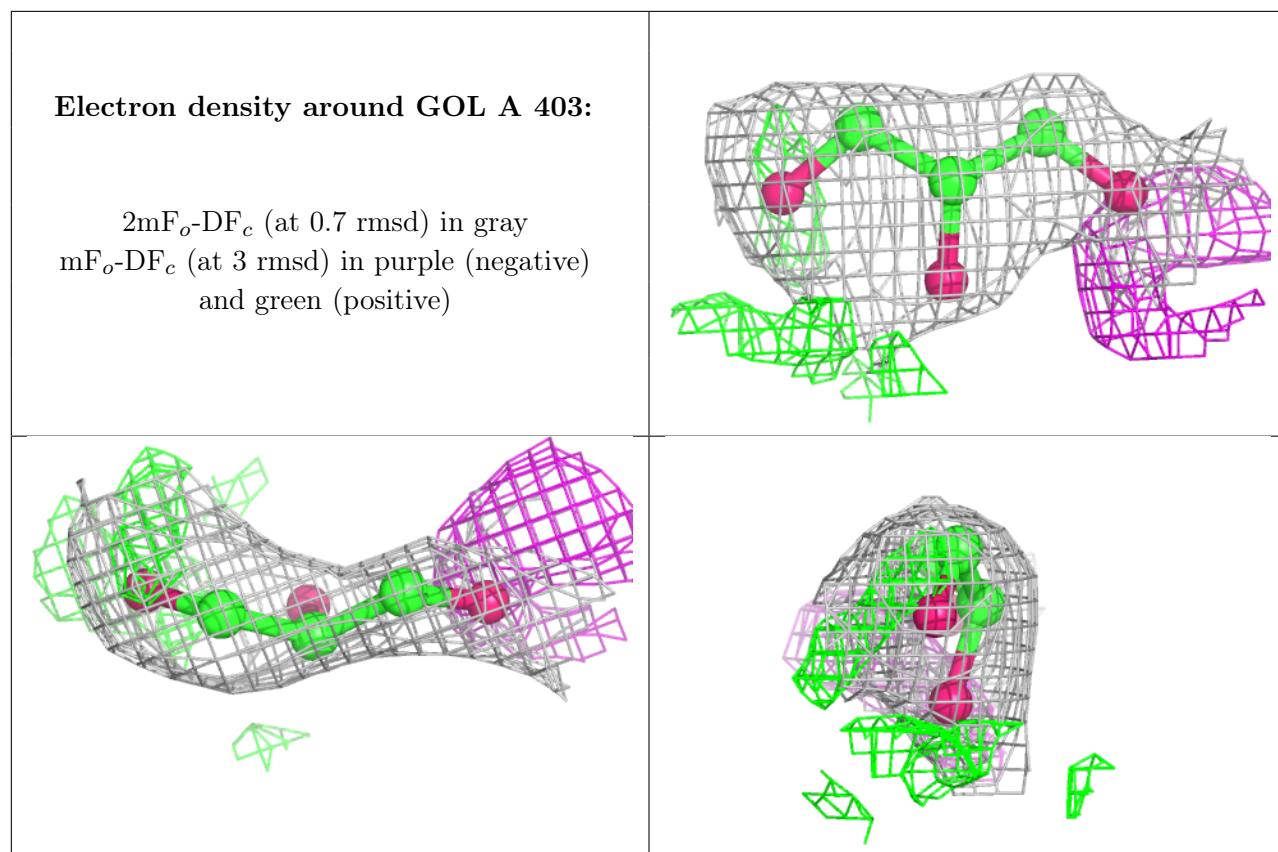 Electron density around GOL A 403:
2mFo-DFc (at 0.7 rmsd) in gray
mFo-DFc (at 3 rmsd) in purple (negative)
and green (positive)